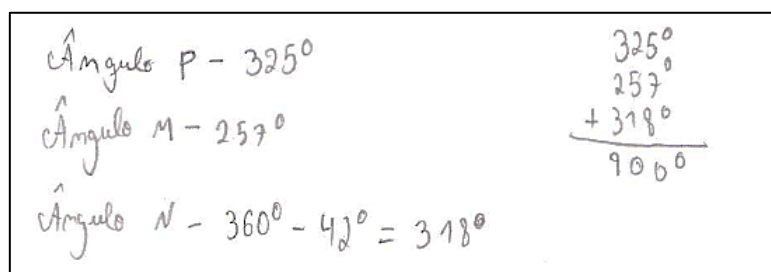 Ângulo P - 325°
Ângulo M - 257°
Ângulo N - 360° - 42° = 318°
325°
257°
+ 318°
900°